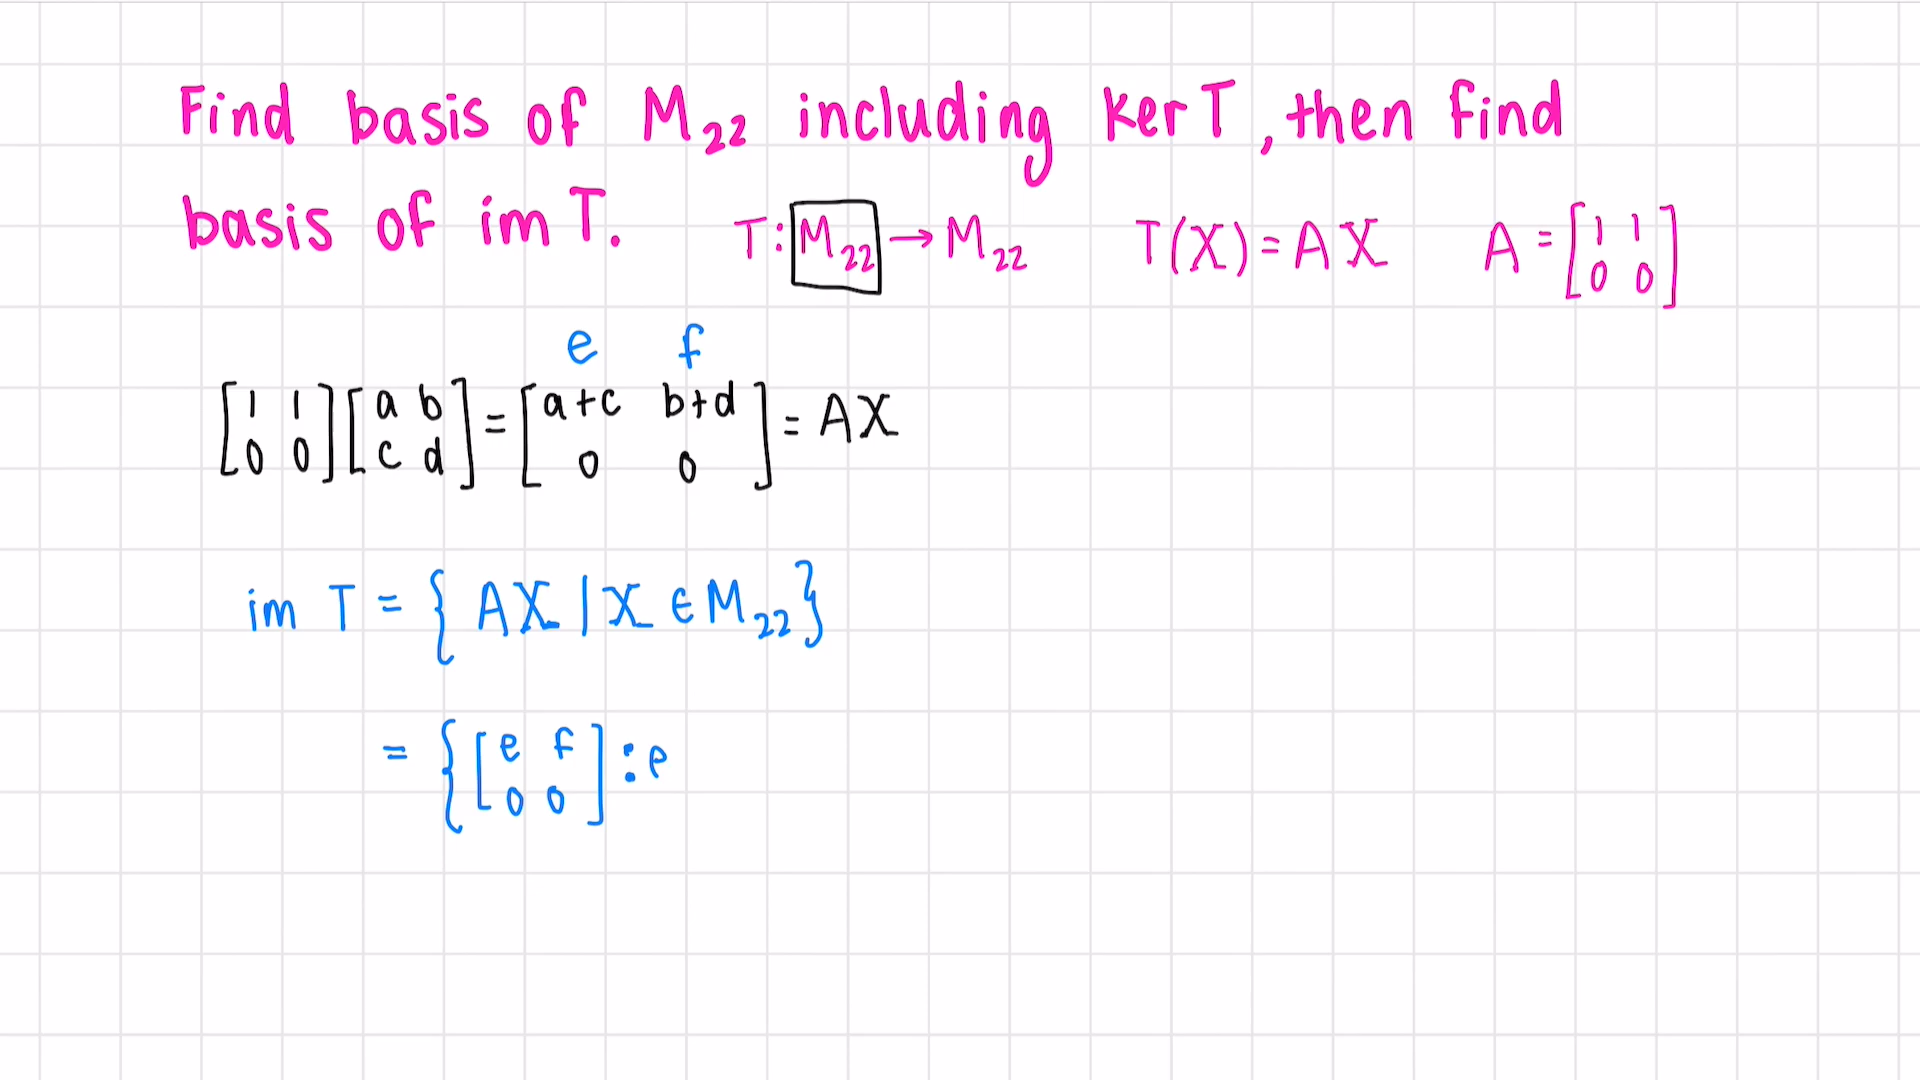 Find basis of M₂₂ including ker T, then find
basis of im T. T: M₂₂ → M₂₂ T(X) = AX A = [1 1; 0 0]
e f
[1 1; 0 0] [a b; c d] = [a+c b+d; 0 0] = AX
im T = { AX | X ∈ M₂₂ }
= { [e f; 0 0] : e